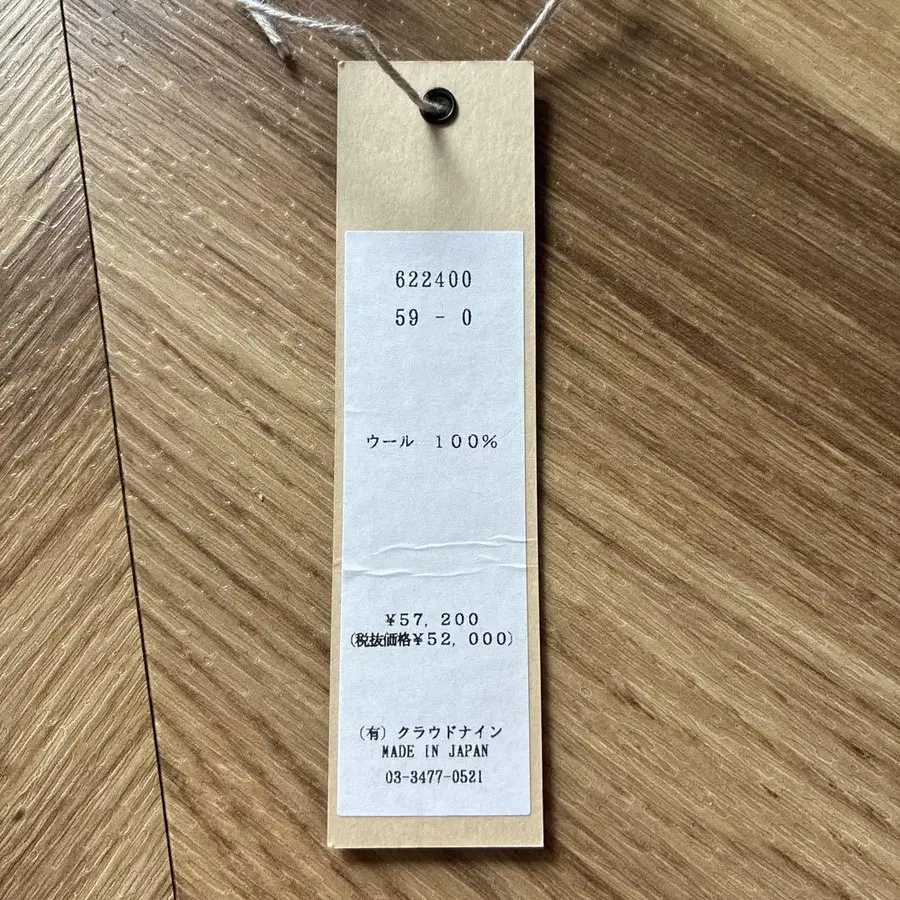 622400
59 - 0
ウール 100%
¥57,200
(税抜価格¥52,000)
(有)クラウドナイン
MADE IN JAPAN
03-3477-0521